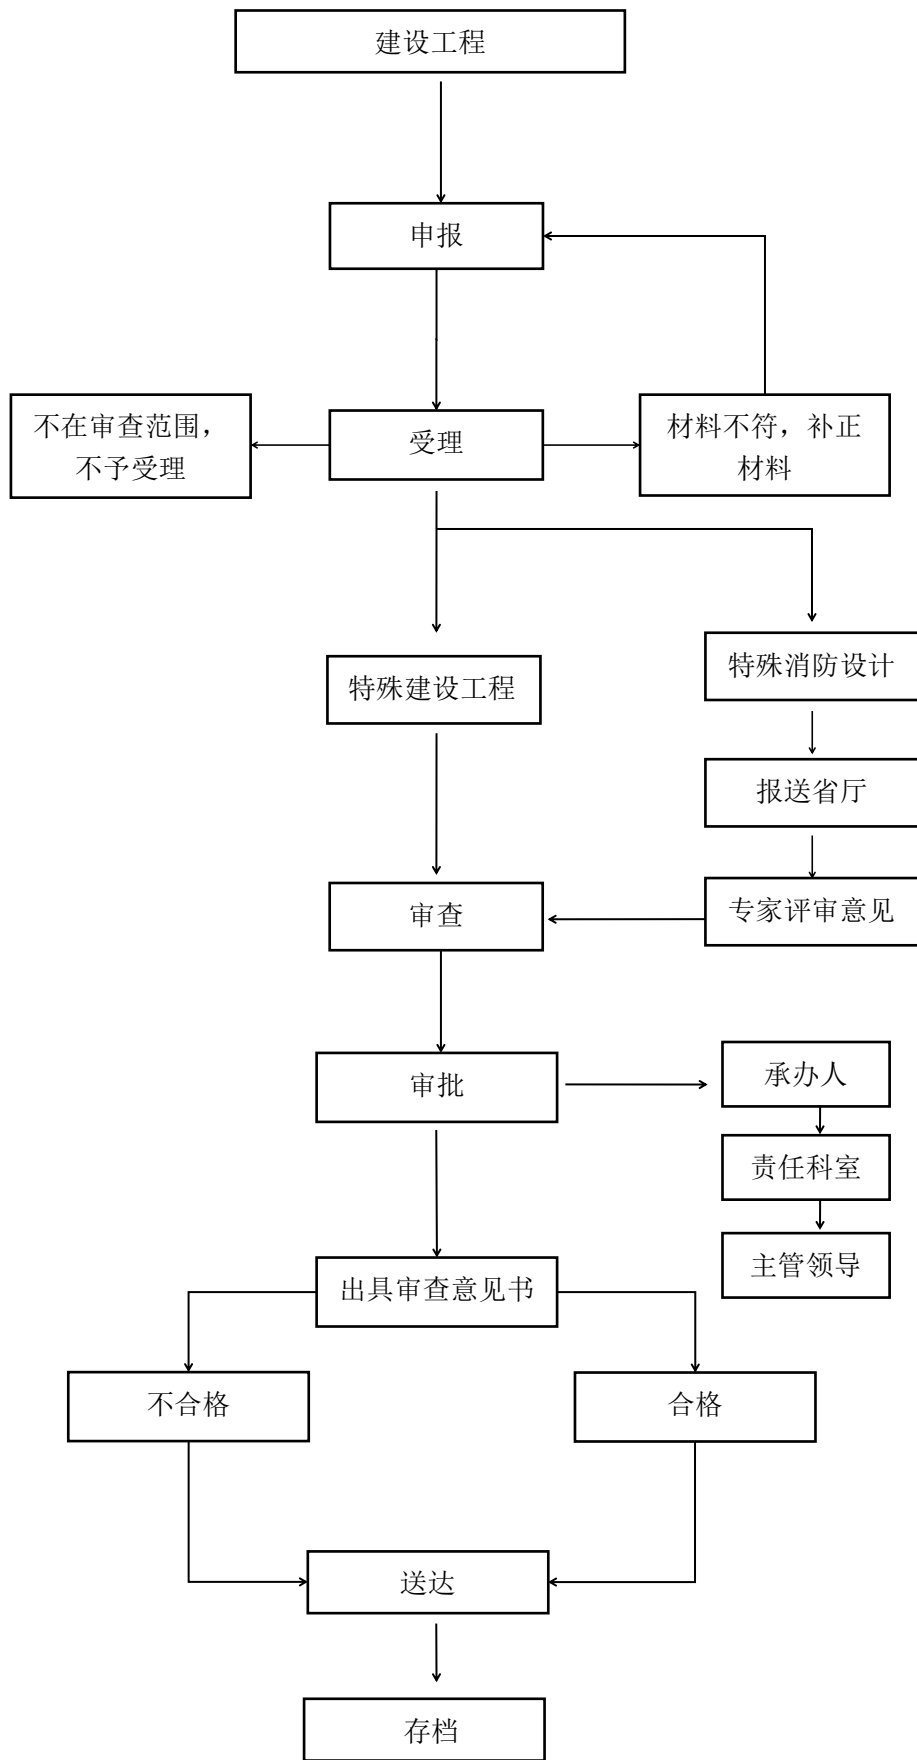 建设工程
申报
不在审查范围，
不予受理
受理
材料不符，补正
材料
特殊建设工程
特殊消防设计
报送省厅
审查
专家评审意见
审批
承办人
责任科室
主管领导
出具审查意见书
不合格
合格
送达
存档